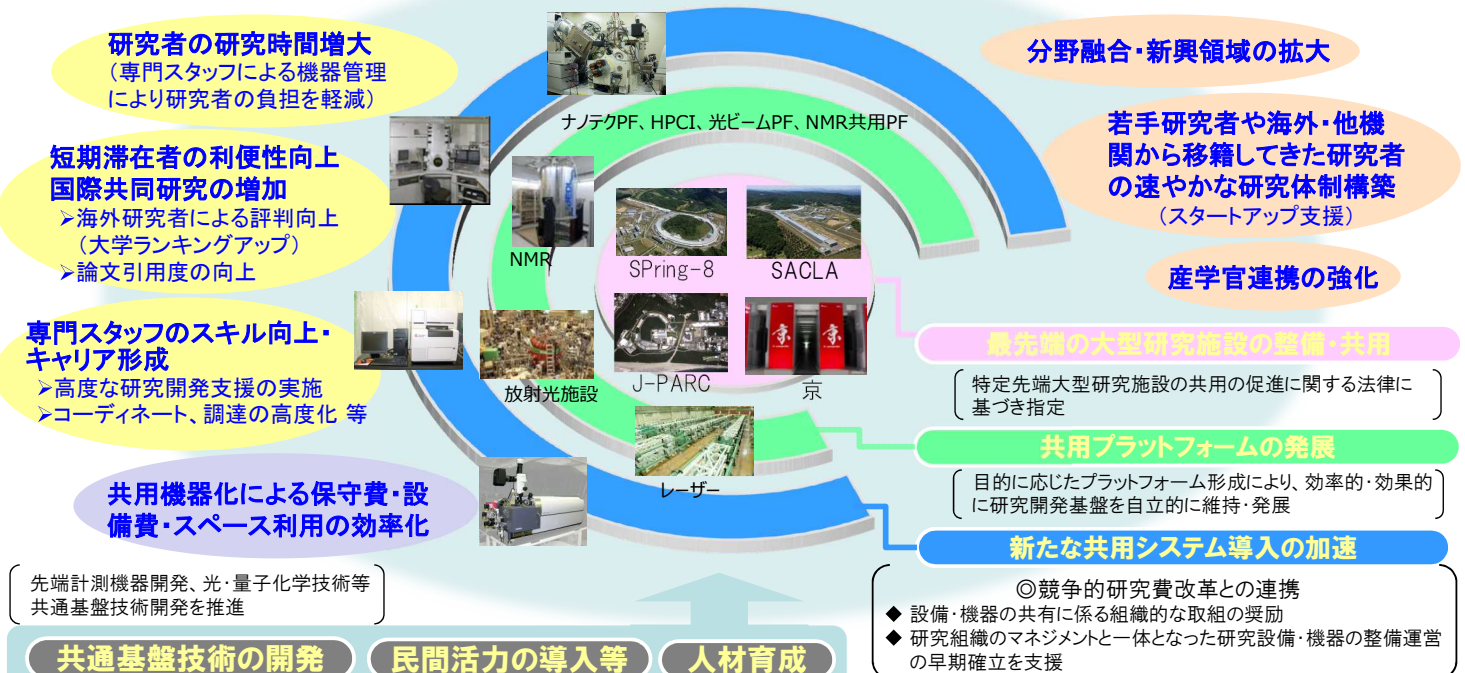 研究者の研究時間増大
（専門スタッフによる機器管理
により研究者の負担を軽減）
短期滞在者の利便性向上
国際共同研究の増加
➢海外研究者による評判向上
（大学ランキングアップ）
➢論文引用度の向上
専門スタッフのスキル向上・
キャリア形成
➢高度な研究開発支援の実施
➢コーディネート、調達の高度化 等
共用機器化による保守費・設
備費・スペース利用の効率化
ナノテクPF、HPCI、光ビームPF、NMR共用PF
NMR
SPring-8
SACLA
放射光施設
J-PARC
京
レーザー
分野融合・新興領域の拡大
若手研究者や海外・他機
関から移籍してきた研究者
の速やかな研究体制構築
（スタートアップ支援）
産学官連携の強化
最先端の大型研究施設の整備・共用
特定先端大型研究施設の共用の促進に関する法律に
基づき指定
共用プラットフォームの発展
目的に応じたプラットフォーム形成により、効率的・効果的
に研究開発基盤を自立的に維持・発展
新たな共用システム導入の加速
◎競争的研究費改革との連携
◆ 設備・機器の共有に係る組織的な取組の奨励
◆ 研究組織のマネジメントと一体となった研究設備・機器の整備運営
の早期確立を支援
先端計測機器開発、光・量子化学技術等
共通基盤技術開発を推進
共通基盤技術の開発
民間活力の導入等
人材育成